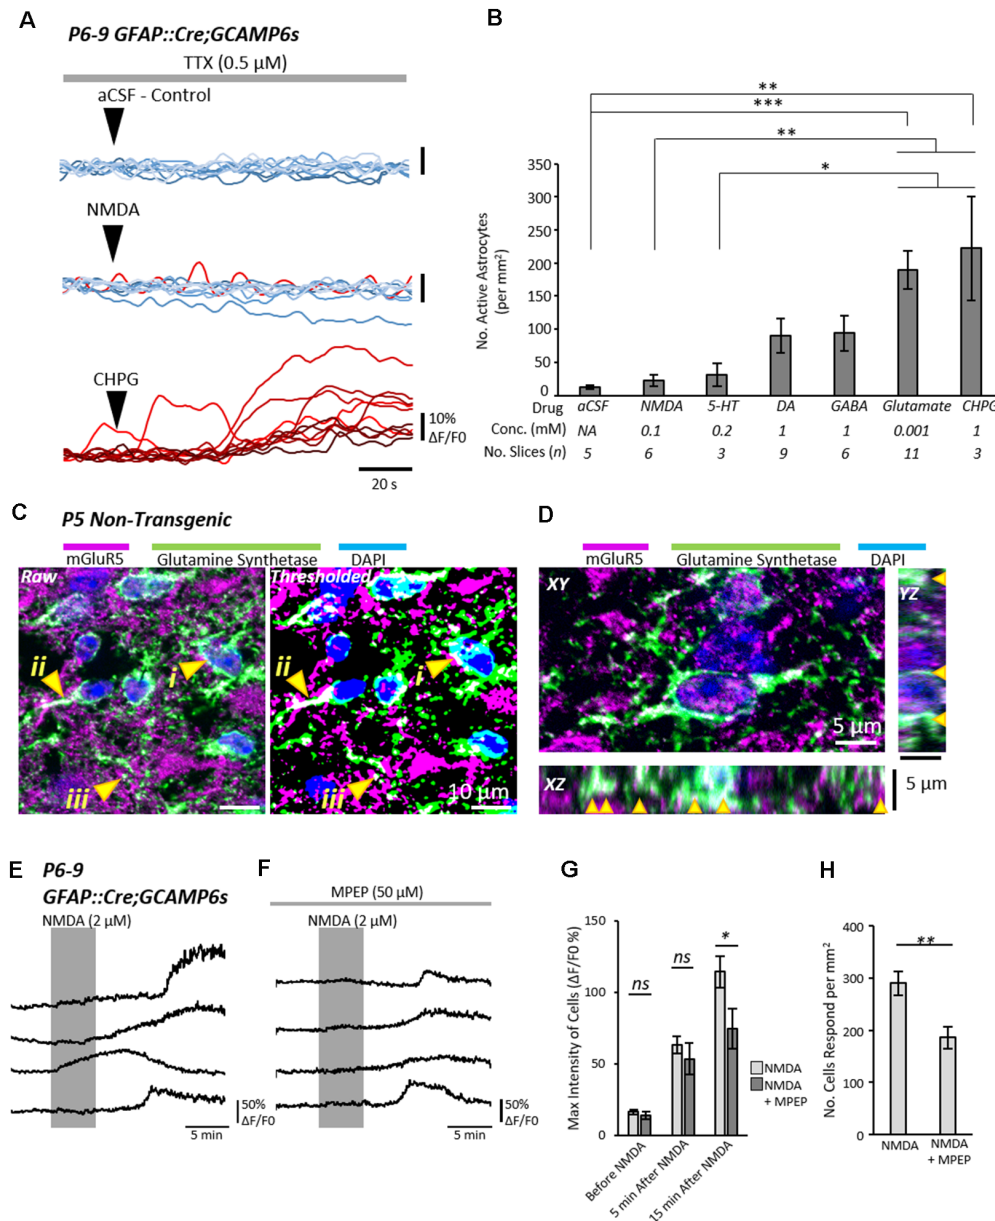 A
P6-9 GFAP::Cre;GCAMP6s
TTX (0.5 µM)
aCSF - Control
NMDA
CHPG
10%
ΔF/F0
20 s
B
**
***
**
*
No. Active Astrocytes
(per mm²)
350
300
250
200
150
100
50
0
Drug aCSF NMDA 5-HT DA GABA Glutamate CHPG
Conc. (mM) NA 0.1 0.2 1 1 0.001 1
No. Slices (n) 5 6 3 9 6 11 3
C
P5 Non-Transgenic
mGluR5 Glutamine Synthetase DAPI
Raw
ii
i
iii
Thresholded
ii
i
iii
10 µm
D
mGluR5 Glutamine Synthetase DAPI
XY
5 µm
YZ
XZ
5 µm
E
P6-9
GFAP::Cre;GCAMP6s
NMDA (2 µM)
50%
ΔF/F0
5 min
F
MPEP (50 µM)
NMDA (2 µM)
50%
ΔF/F0
5 min
G
Max Intensity of Cells (ΔF/F0 %)
150
100
50
0
ns
ns
*
NMDA
NMDA
+ MPEP
Before NMDA
5 min After NMDA
15 min After NMDA
H
No. Cells Respond per mm²
400
300
200
100
0
**
NMDA
NMDA
+ MPEP